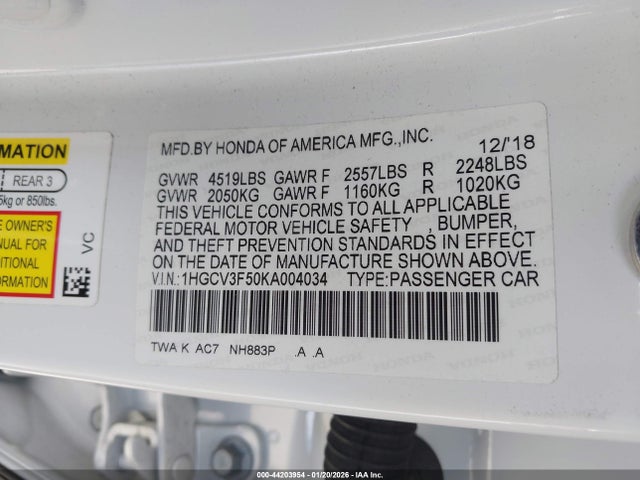 MFD.BY HONDA OF AMERICA MFG.,INC. 12/'18
GVWR 4519LBS GAWR F 2557LBS R 2248LBS
GVWR 2050KG GAWR F 1160KG R 1020KG
THIS VEHICLE CONFORMS TO ALL APPLICABLE
FEDERAL MOTOR VEHICLE SAFETY , BUMPER,
AND THEFT PREVENTION STANDARDS IN EFFECT
ON THE DATE OF MANUFACTURE SHOWN ABOVE.
V.I.N.:1HGCV3F50KA004034 TYPE:PASSENGER CAR
TWA K AC7 NH883P .A .A
RMATION
REAR 3
5kg or 850lbs.
E OWNER'S
NUAL FOR
DITIONAL
ORMATION
VC
000-44203954 - 01/20/2026 - IAA Inc.